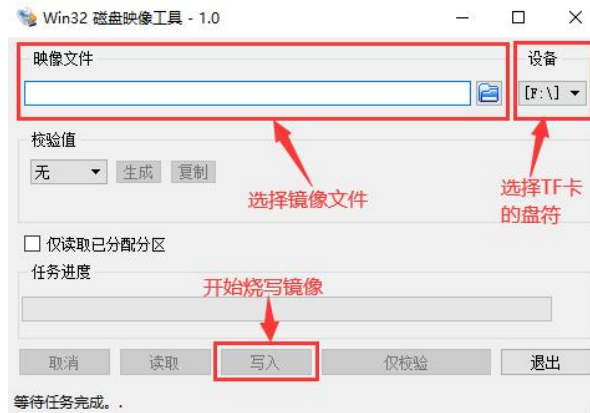 Win32 磁盘映像工具 - 1.0
映像文件
设备
[F:\]
校验值
无
生成
复制
选择镜像文件
选择TF卡
的盘符
仅读取已分配分区
任务进度
开始烧写镜像
取消
读取
写入
仅校验
退出
等待任务完成。.